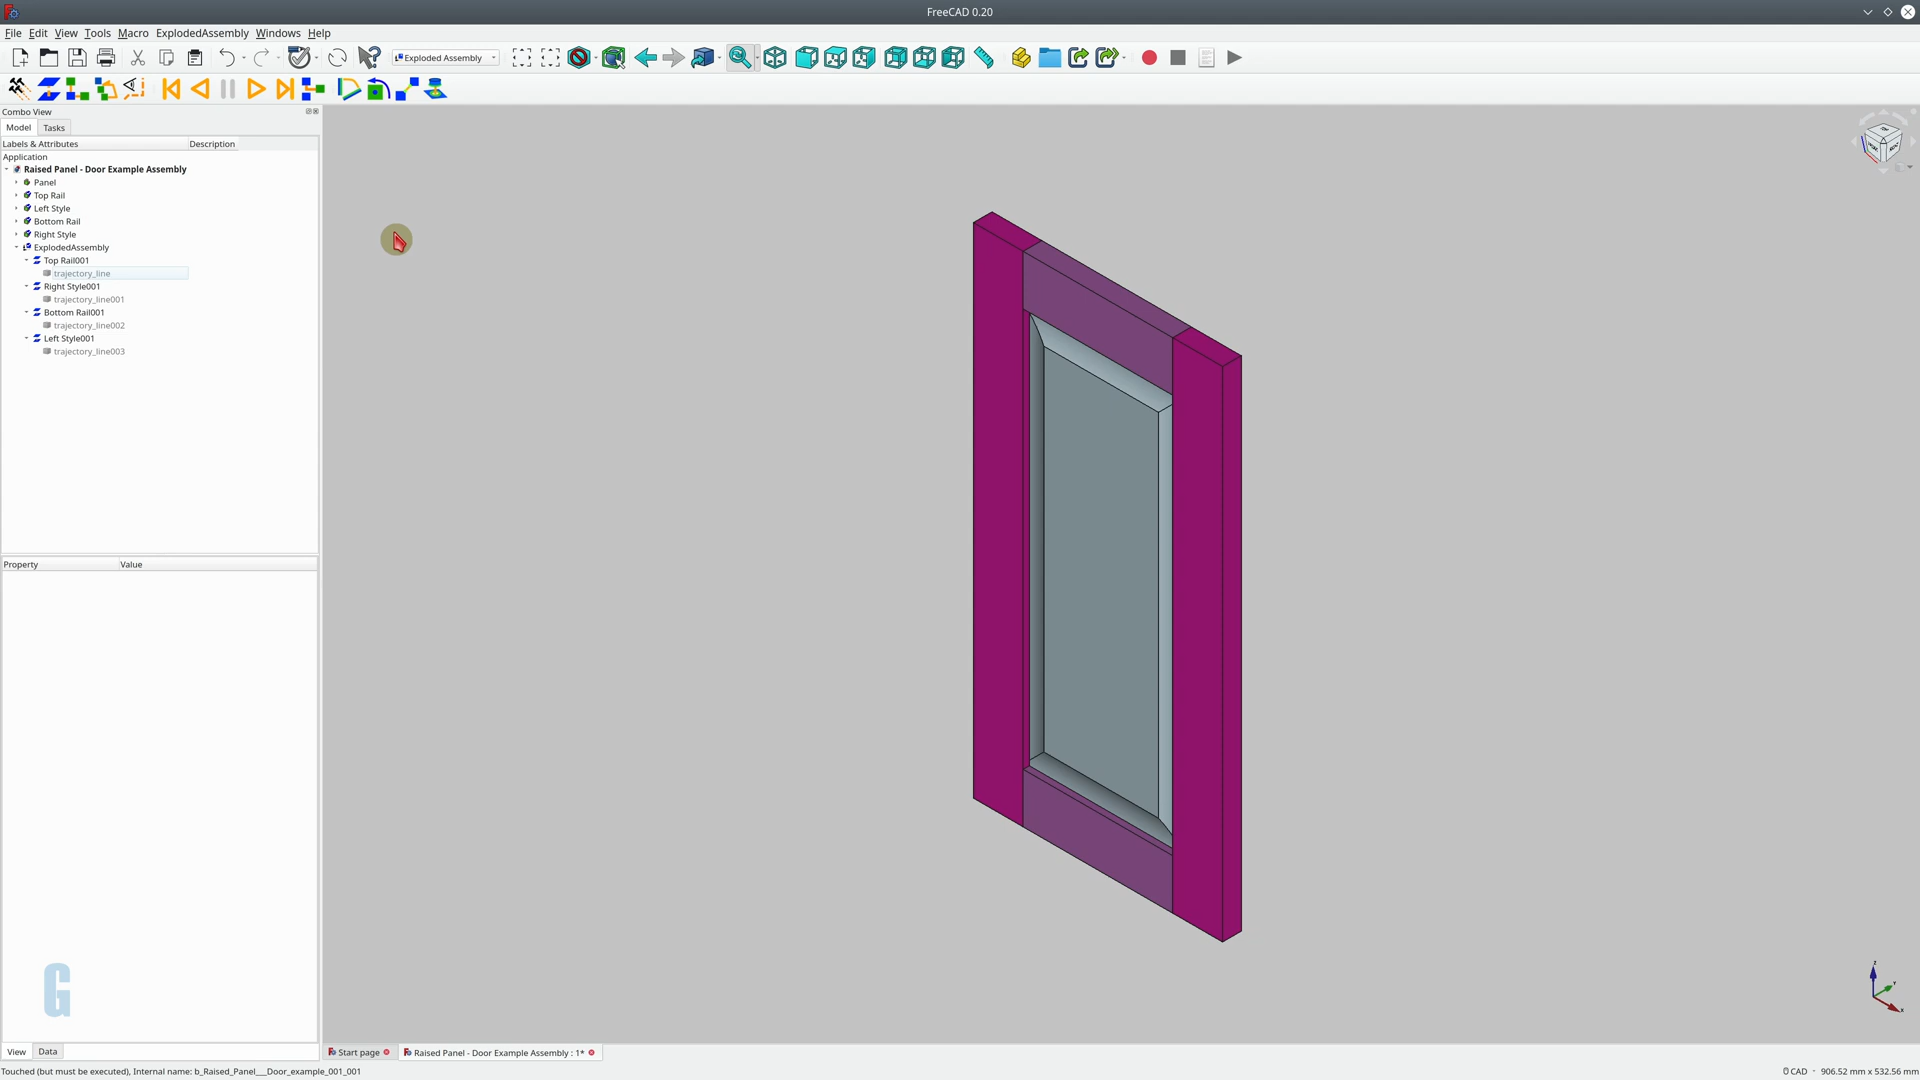 FreeCAD 0.20
File Edit View Tools Macro ExplodedAssembly Windows Help
Exploded Assembly
Combo View
Model Tasks
Labels & Attributes Description
Application
Raised Panel - Door Example Assembly
Panel
Top Rail
Left Style
Bottom Rail
Right Style
ExplodedAssembly
Top Rail001
trajectory_line
Right Style001
trajectory_line001
Bottom Rail001
trajectory_line002
Left Style001
trajectory_line003
Property Value
G
View Data
Start page Raised Panel - Door Example Assembly : 1*
Touched (but must be executed), Internal name: b_Raised_Panel___Door_example_001_001
CAD 906.52 mm x 532.56 mm